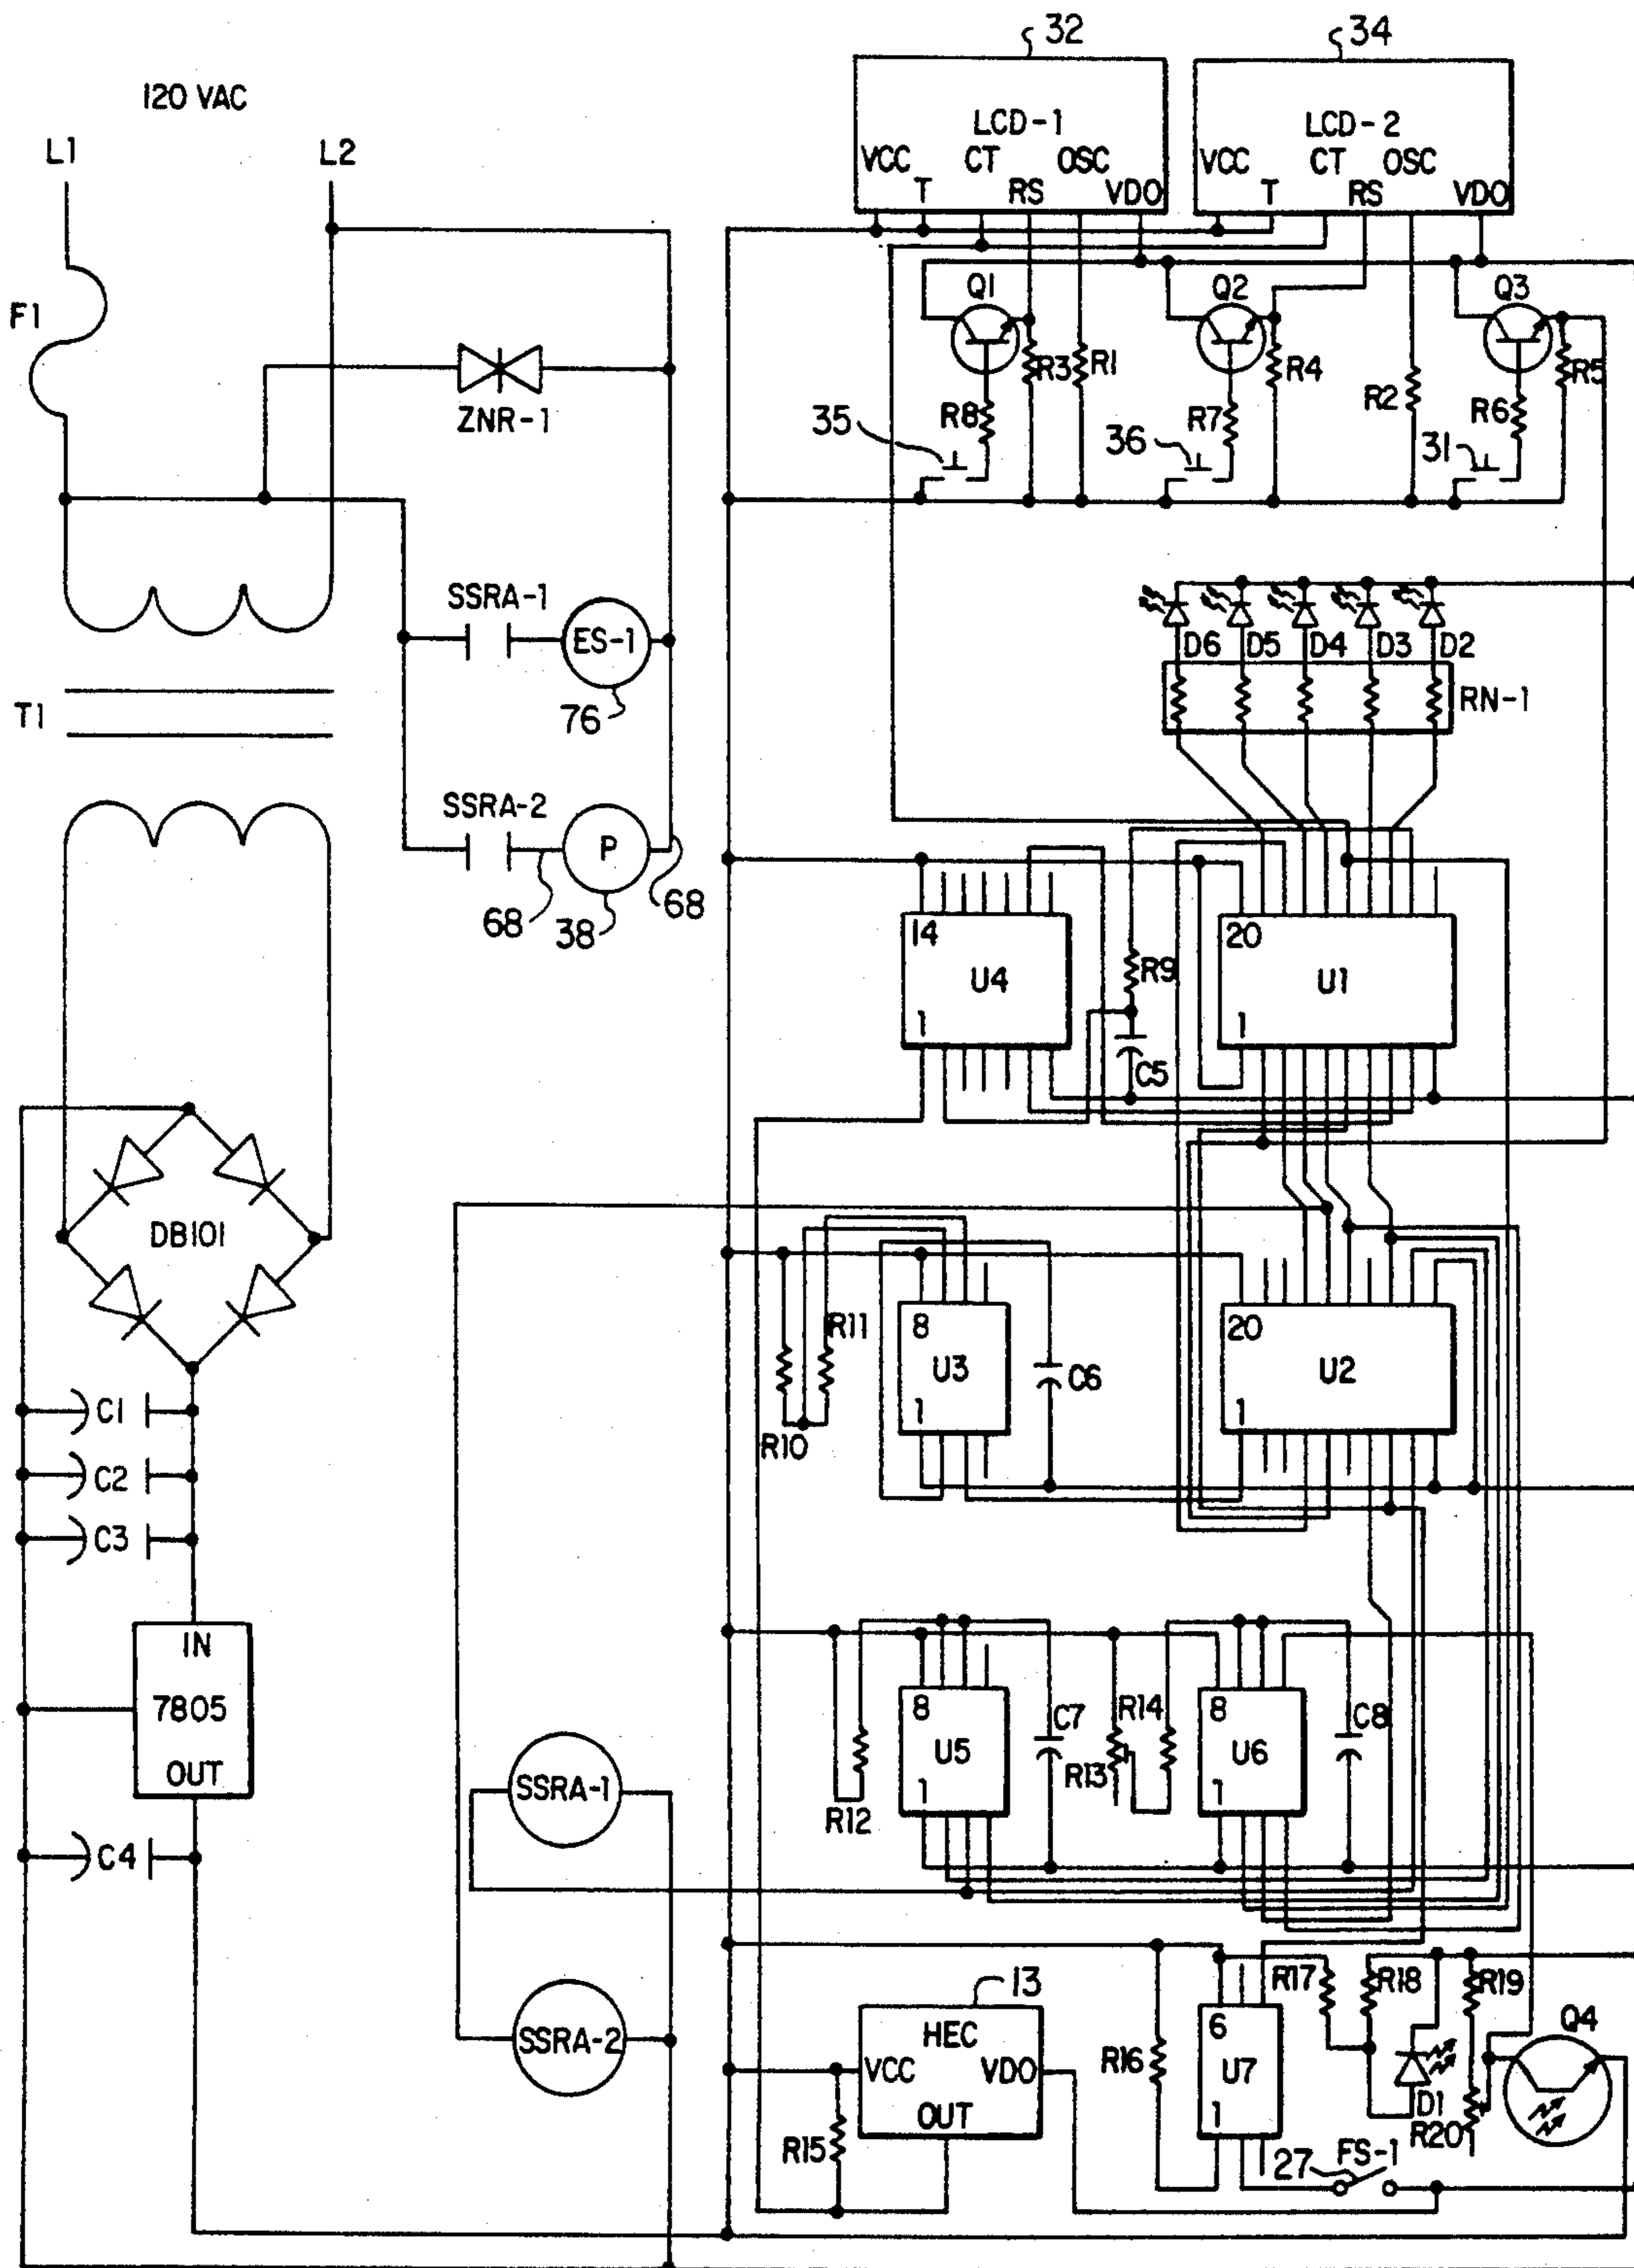 32
34
120 VAC
L1
L2
LCD-1
VCC CT OSC
T RS VDO
LCD-2
VCC CT OSC
T RS VDO
F1
ZNR-1
Q1
Q2
Q3
R3
R1
R4
R2
R5
35
R8
36
R7
31
R6
SSRA-1
ES-1
76
D6
D5
D4
D3
D2
RN-1
T1
SSRA-2
P
68
38
68
14
U4
1
R9
C5
20
U1
1
DB101
R11
R10
8
U3
1
C6
20
U2
1
C1
C2
C3
IN
7805
OUT
C4
SSRA-1
R12
8
U5
1
C7
R13
R14
8
U6
1
C8
SSRA-2
13
HEC
VCC VDO
OUT
R15
R16
6
U7
1
R17
R18
R19
Q4
D1
R20
27
FS-1